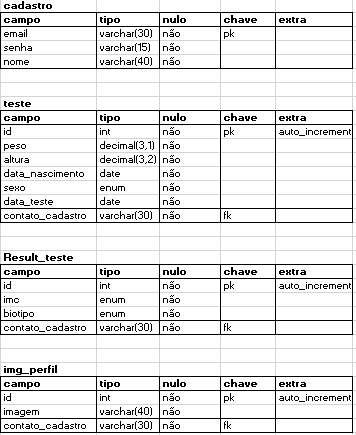 cadastro
campo tipo nulo chave extra
email varchar(30) não pk
senha varchar(15) não
nome varchar(40) não
teste
campo tipo nulo chave extra
id int não pk auto_increment
peso decimal(3,1) não
altura decimal(3,2) não
data_nascimento date não
sexo enum não
data_teste date não
contato_cadastro varchar(30) não fk
Result_teste
campo tipo nulo chave extra
id int não pk auto_increment
imc enum não
biotipo enum não
contato_cadastro varchar(30) não fk
img_perfil
campo tipo nulo chave extra
id int não pk auto_increment
imagem varchar(40) não
contato_cadastro varchar(30) não fk